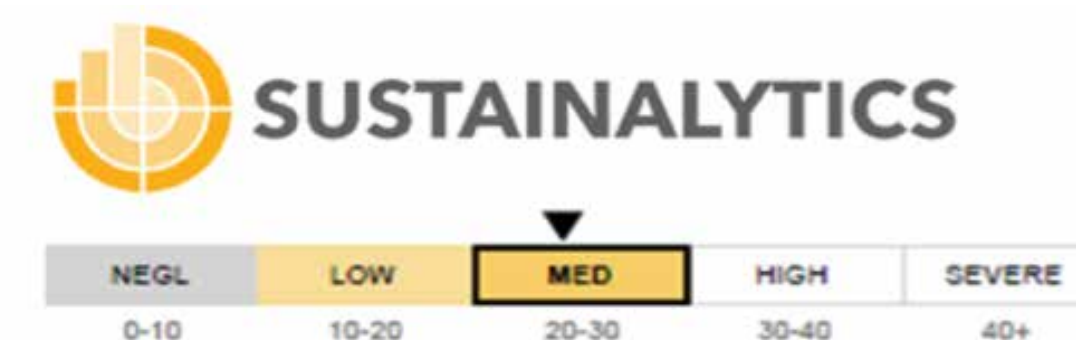 SUSTAINALYTICS
NEGL LOW MED HIGH SEVERE
0-10 10-20 20-30 30-40 40+